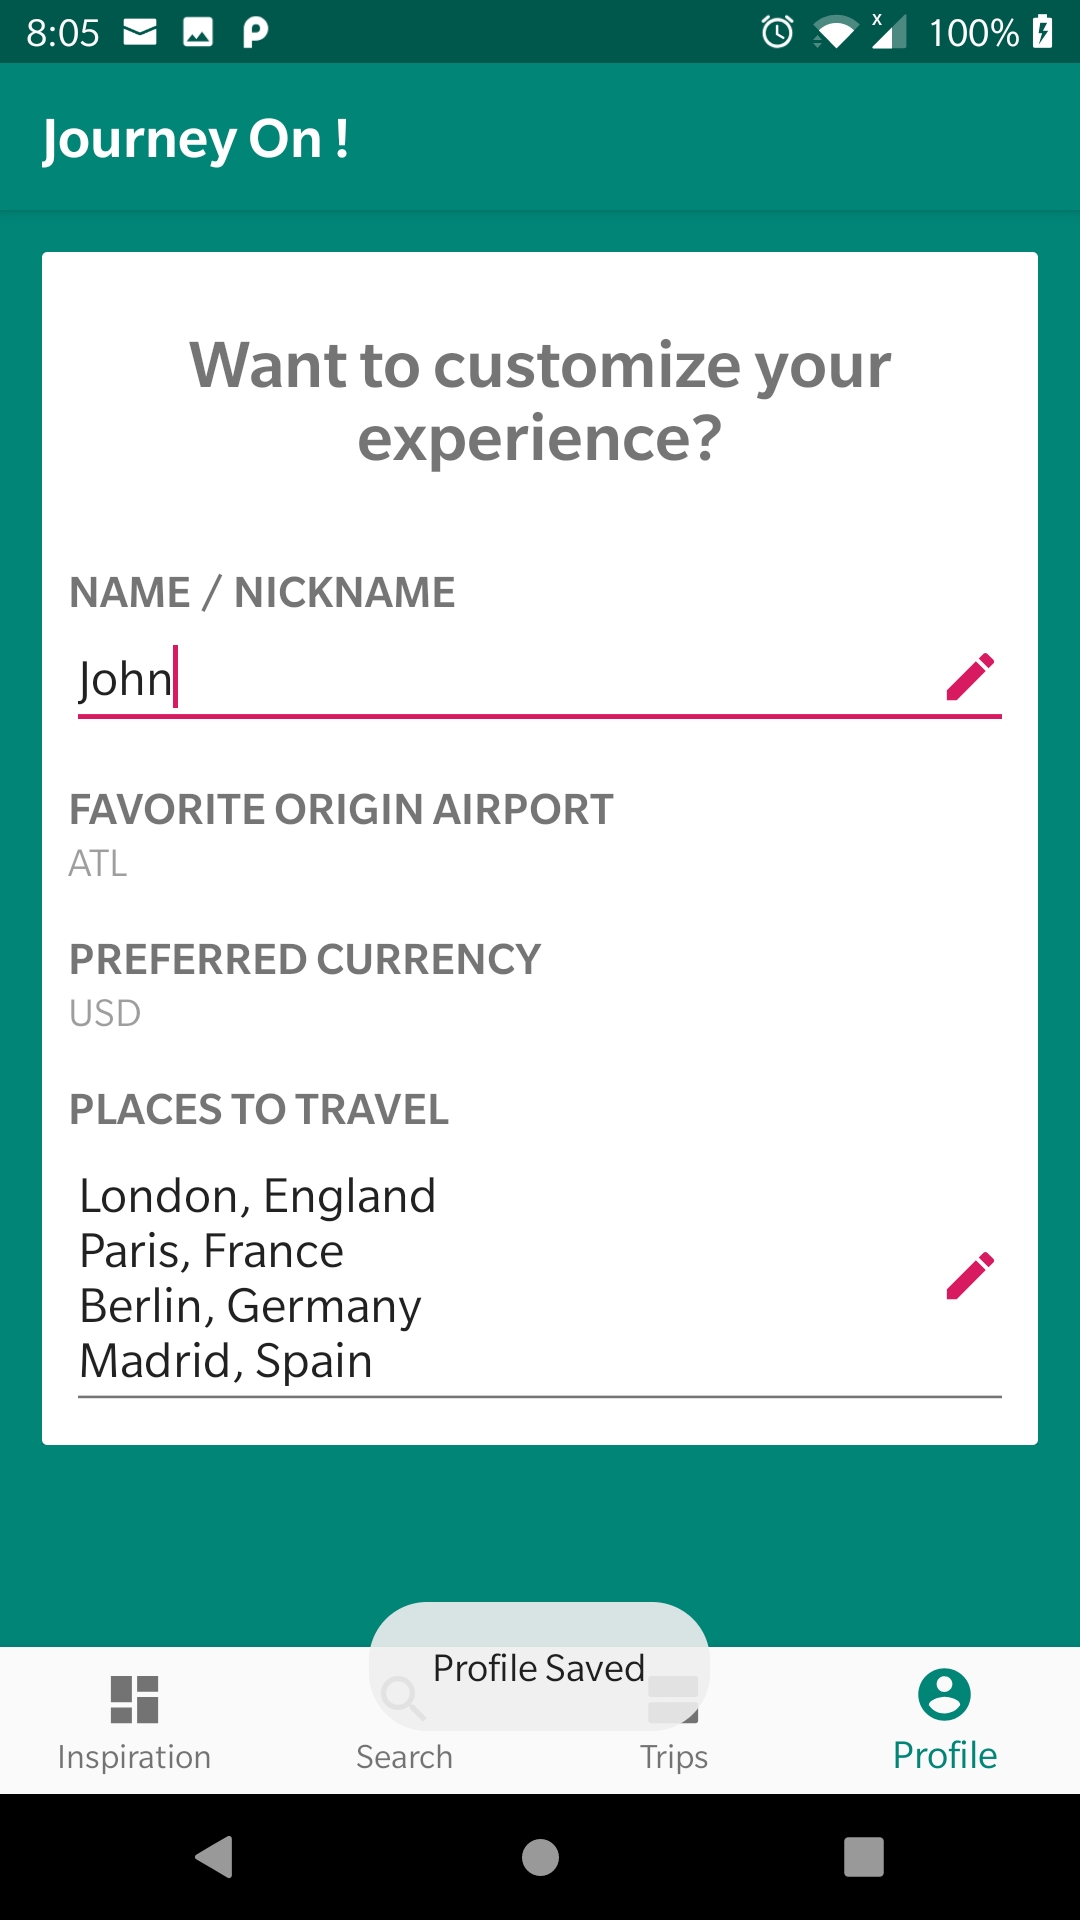 8:05 100%
Journey On !
Want to customize your
experience?
NAME / NICKNAME
John
FAVORITE ORIGIN AIRPORT
ATL
PREFERRED CURRENCY
USD
PLACES TO TRAVEL
London, England
Paris, France
Berlin, Germany
Madrid, Spain
Profile Saved
Inspiration Search Trips Profile